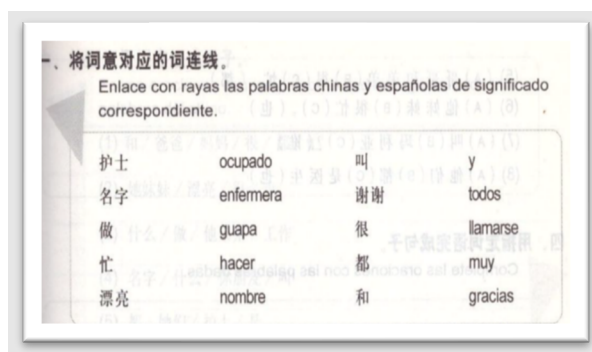 一、将词意对应的词连线。
Enlace con rayas las palabras chinas y españolas de significado
correspondiente.
护士 ocupado 叫 y
名字 enfermera 谢谢 todos
做 guapa 很 llamarse
忙 hacer 都 muy
漂亮 nombre 和 gracias